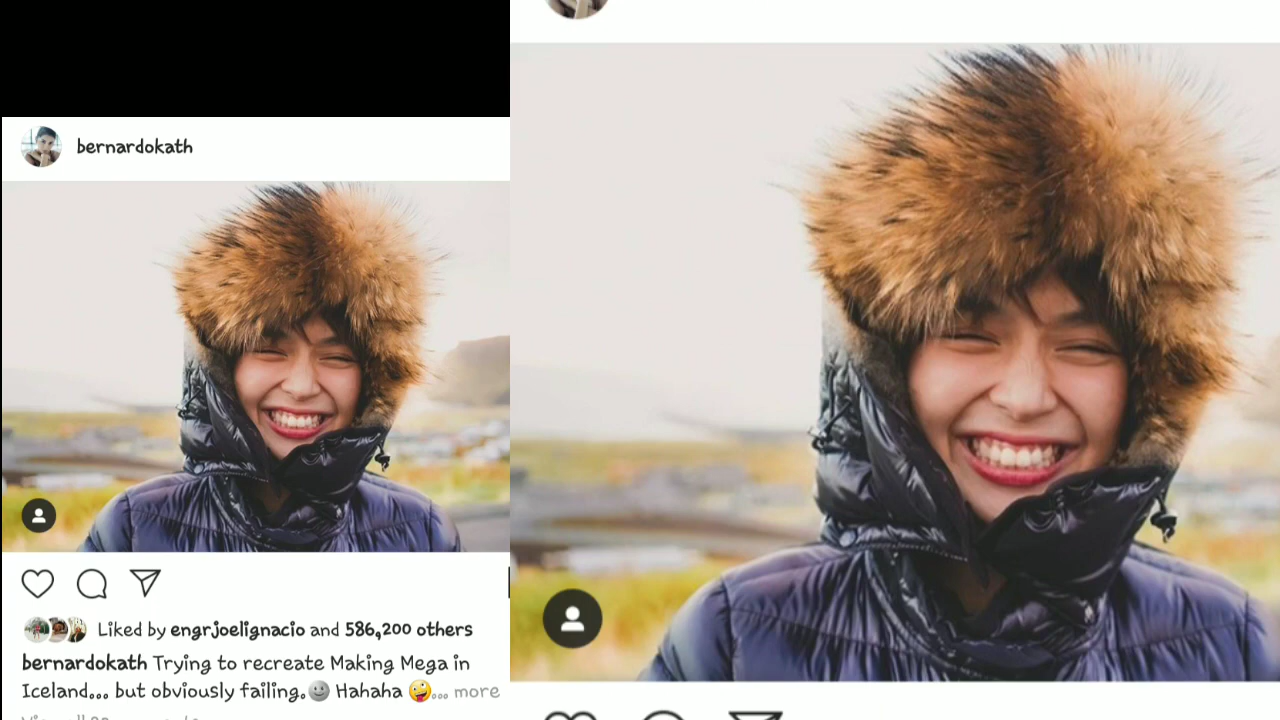 bernardokath
Liked by engrjoelignacio and 586,200 others
bernardokath Trying to recreate Making Mega in
Iceland... but obviously failing. Hahaha ... more